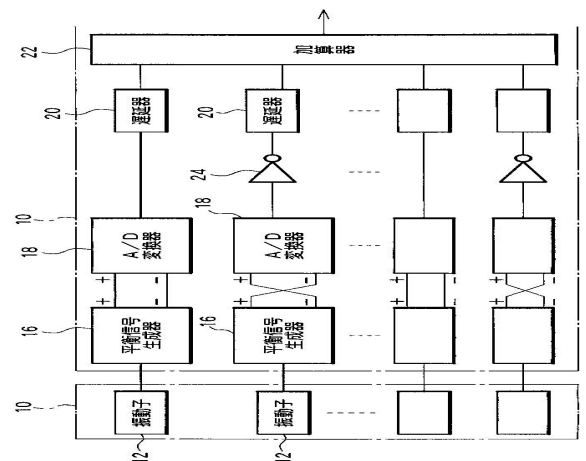 22
加算器
20
遅延器
20
遅延器
24
10
18
A/D
変換器
18
A/D
変換器
+ -
+ -
+ -
+ -
+ -
+ -
+ -
+ -
16
平衡信号
生成器
16
平衡信号
生成器
10
振動子
振動子
12
12